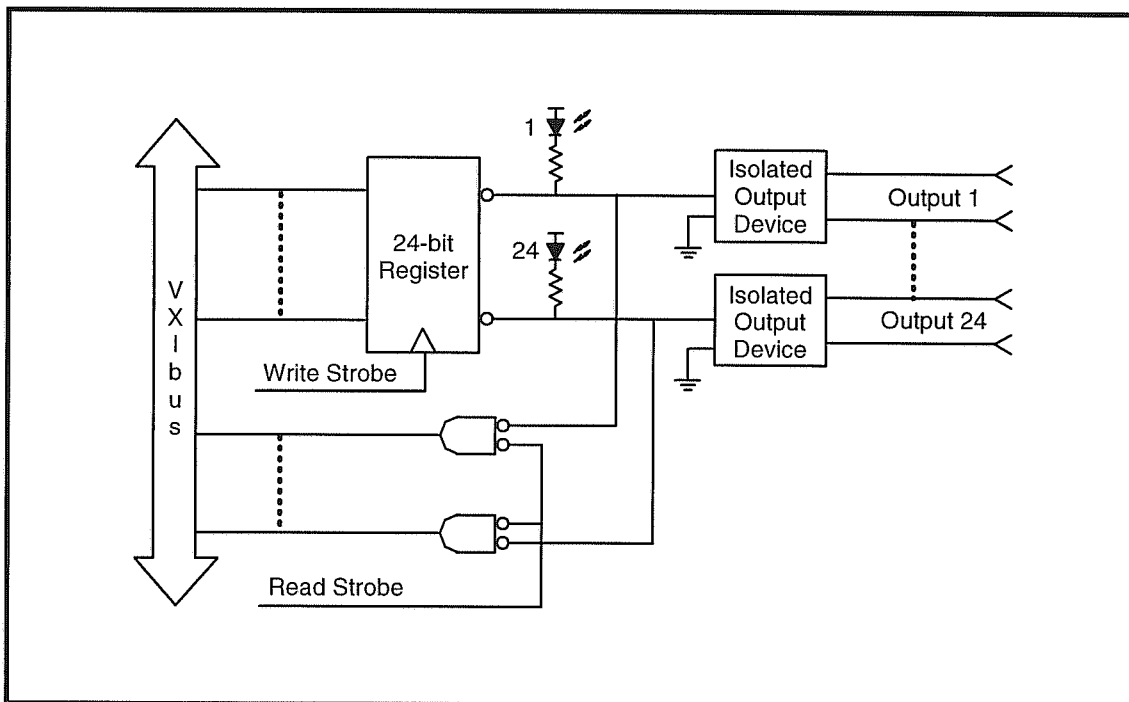 1
24
24-bit
Register
Isolated
Output
Device
Output 1
Isolated
Output
Device
Output 24
VXIbus
Write Strobe
Read Strobe